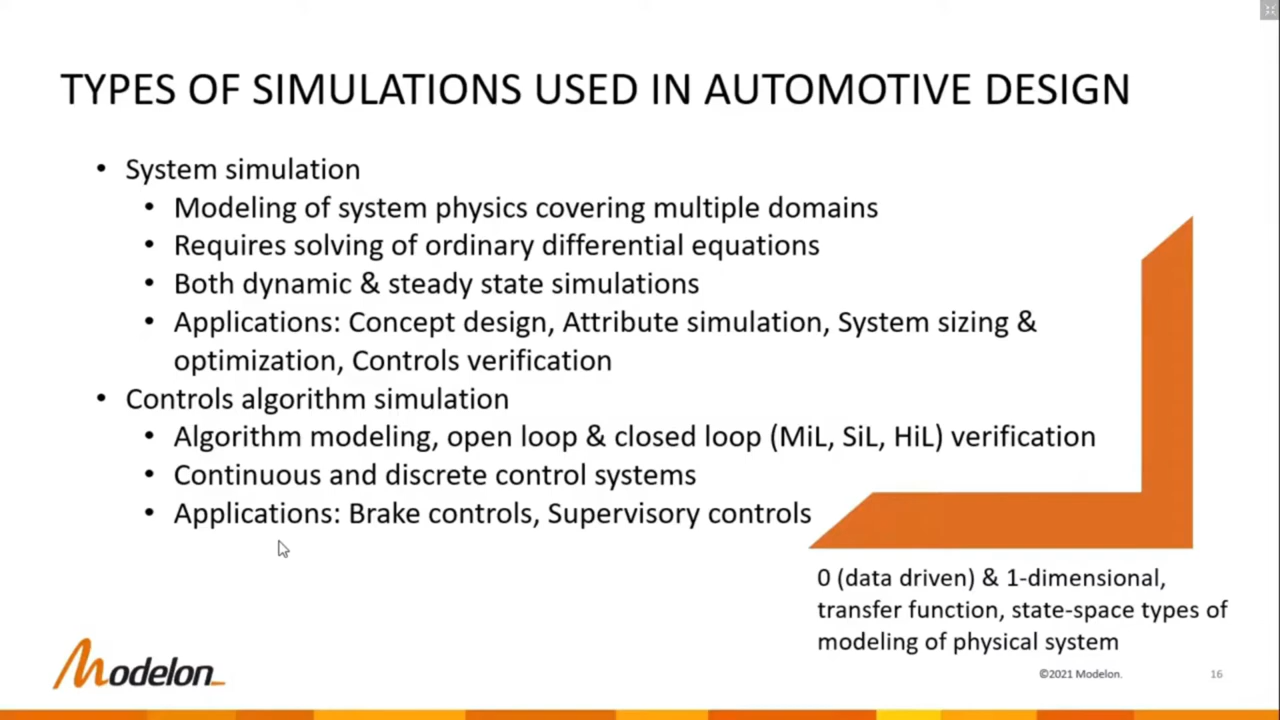 TYPES OF SIMULATIONS USED IN AUTOMOTIVE DESIGN
• System simulation
• Modeling of system physics covering multiple domains
• Requires solving of ordinary differential equations
• Both dynamic & steady state simulations
• Applications: Concept design, Attribute simulation, System sizing &
optimization, Controls verification
• Controls algorithm simulation
• Algorithm modeling, open loop & closed loop (MiL, SiL, HiL) verification
• Continuous and discrete control systems
• Applications: Brake controls, Supervisory controls
0 (data driven) & 1-dimensional,
transfer function, state-space types of
modeling of physical system
Modelon
©2021 Modelon.
16